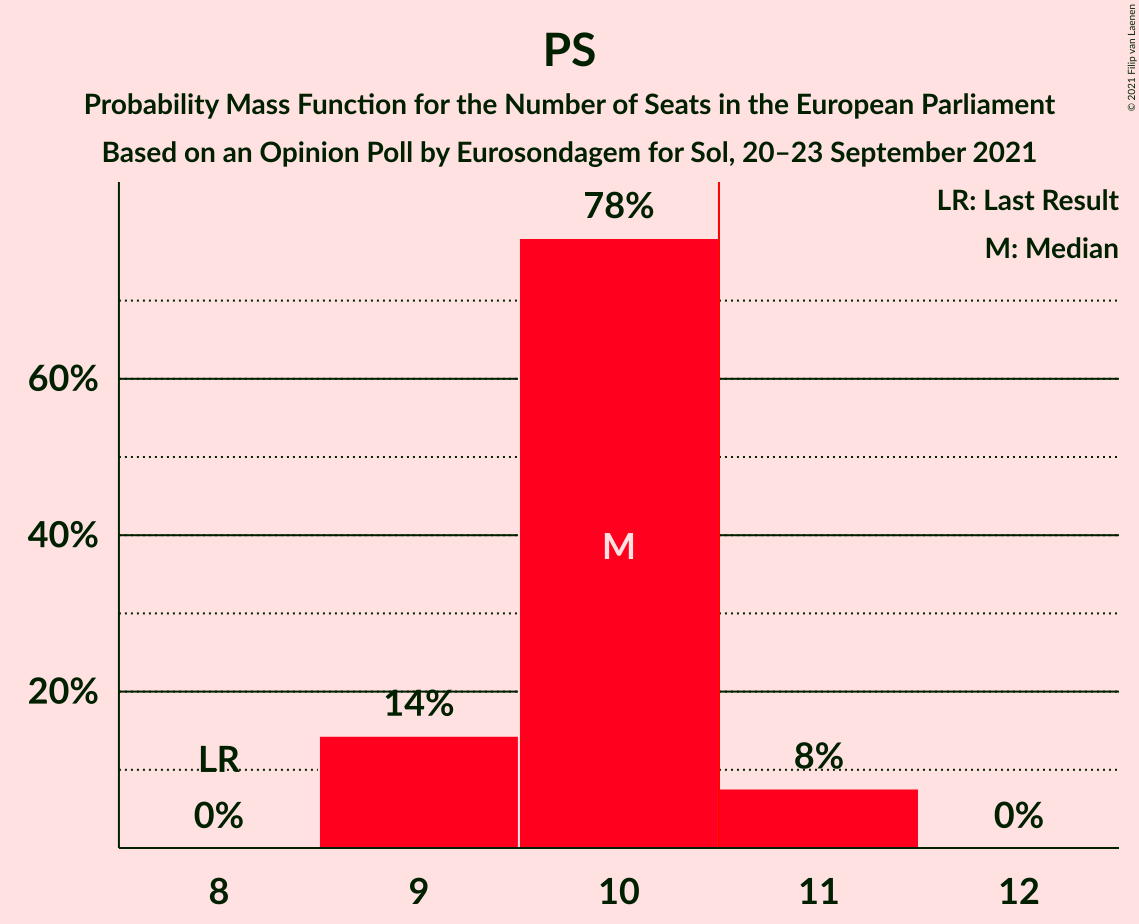 PS
Probability Mass Function for the Number of Seats in the European Parliament
Based on an Opinion Poll by Eurosondagem for Sol, 20–23 September 2021
© 2021 Filip van Laenen
LR: Last Result
M: Median
78%
60%
40%
M
20%
14%
LR
8%
0%
0%
8 9 10 11 12